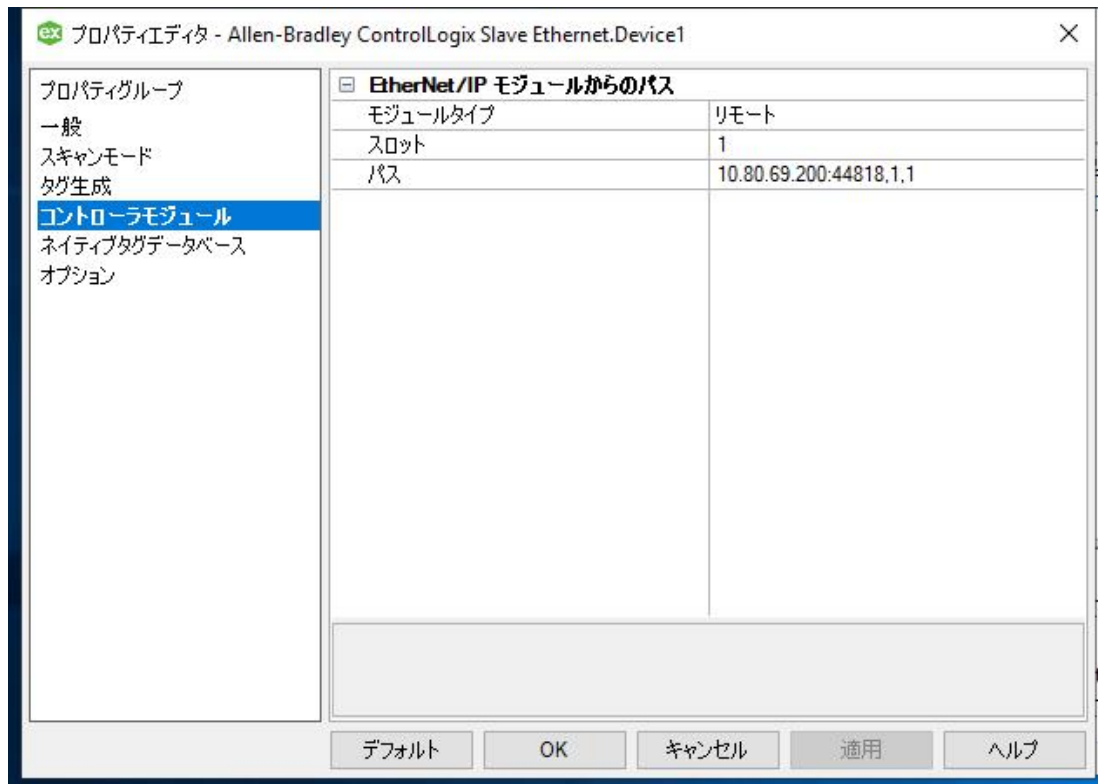 ex プロパティエディタ - Allen-Bradley ControlLogix Slave Ethernet.Device1
プロパティグループ
一般
スキャンモード
タグ生成
コントローラモジュール
ネイティブタグデータベース
オプション
EtherNet/IP モジュールからのパス
モジュールタイプ リモート
スロット 1
パス 10.80.69.200:44818,1,1
デフォルト OK キャンセル 適用 ヘルプ